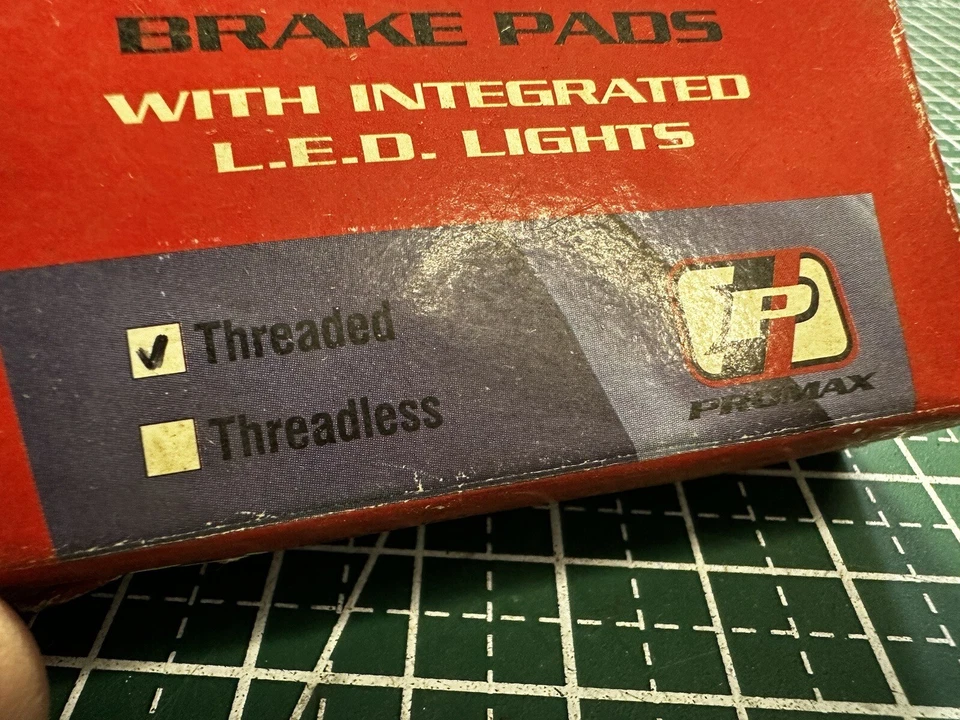 BRAKE PADS
WITH INTEGRATED
L.E.D. LIGHTS
Threaded
Threadless
P
PROMAX